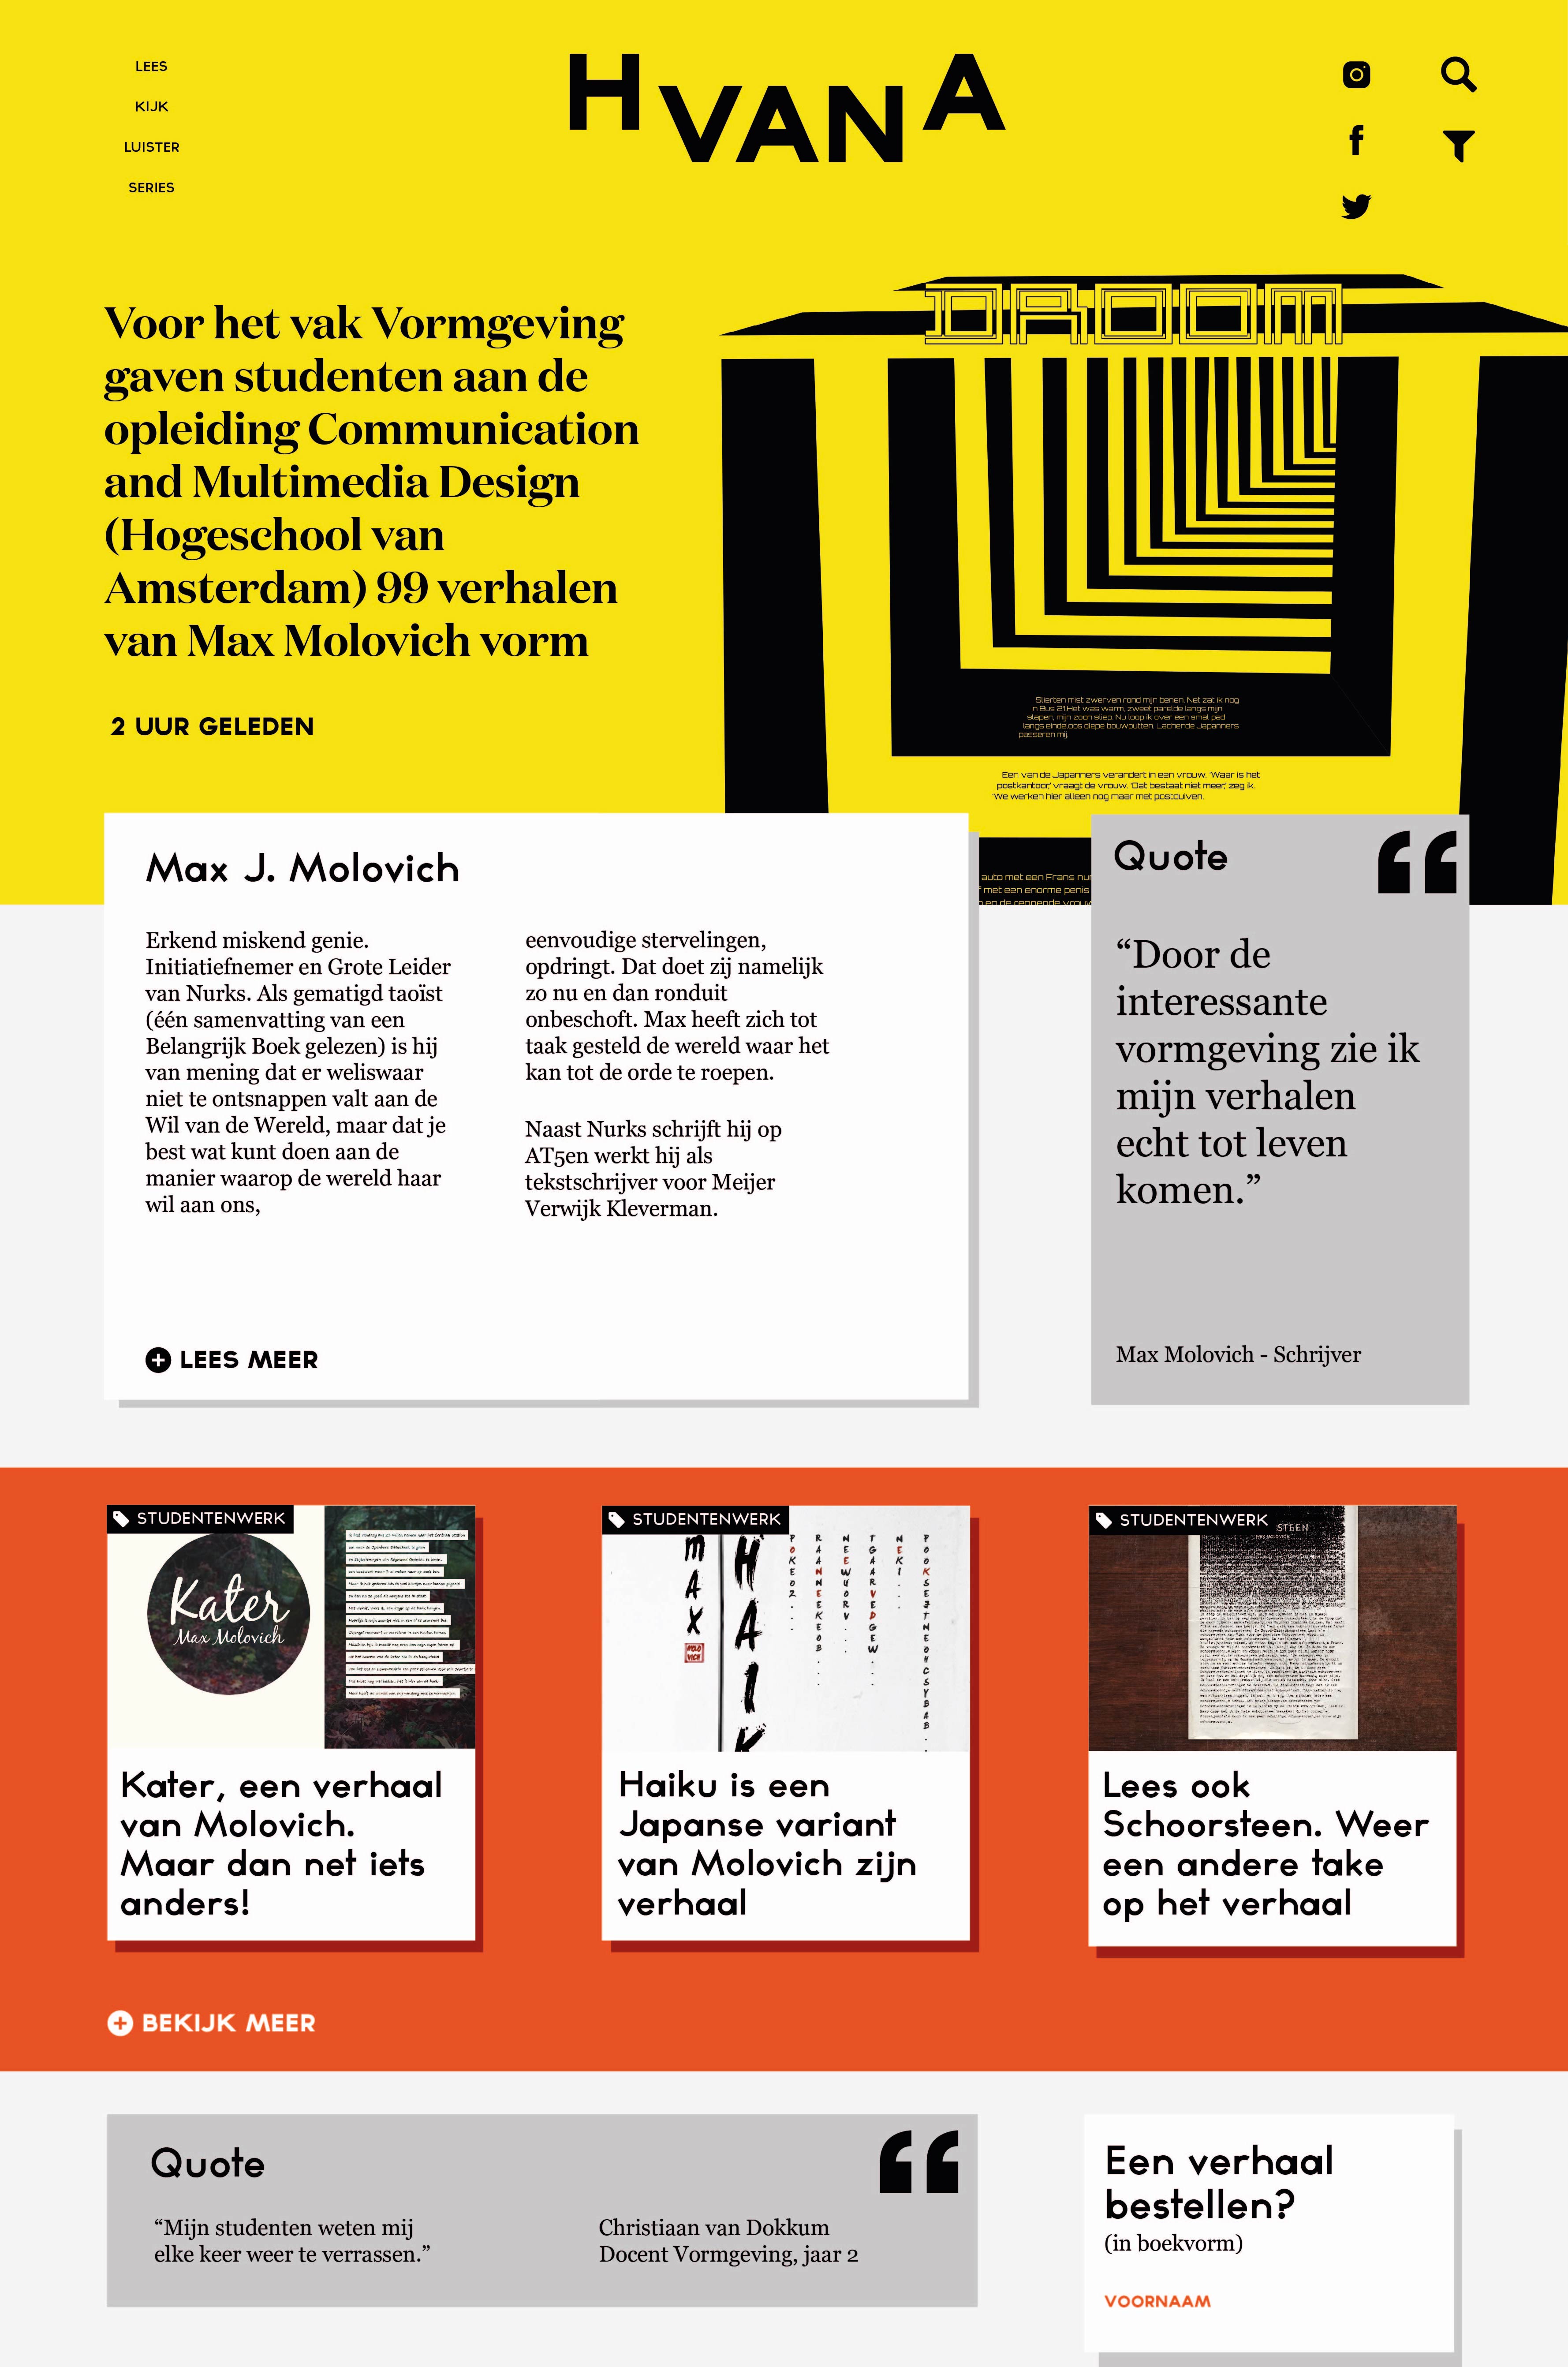 LEES
KIJK
LUISTER
SERIES
HVANA
DROOM
Voor het vak Vormgeving
gaven studenten aan de
opleiding Communication
and Multimedia Design
(Hogeschool van
Amsterdam) 99 verhalen
van Max Molovich vorm
2 UUR GELEDEN
Slierten mist zwerven rond mijn benen. Net zat ik nog
in Bus 21.Het was warm, zweet parelde langs mijn
slapen, mijn zoon sliep. Nu loop ik over een smal pad
langs eindeloos diepe bouwputten. Lachende Japanners
passeren mij.
Een van de Japanners verandert in een vrouw. 'Waar is het
postkantoor,' vraagt de vrouw. 'Dat bestaat niet meer,' zeg ik.
'We werken hier alleen nog maar met postduiven.
auto met een Frans
met een enorme penis
Max J. Molovich
Erkend miskend genie.
Initiatiefnemer en Grote Leider
van Nurks. Als gematigd taoïst
(één samenvatting van een
Belangrijk Boek gelezen) is hij
van mening dat er weliswaar
niet te ontsnappen valt aan de
Wil van de Wereld, maar dat je
best wat kunt doen aan de
manier waarop de wereld haar
wil aan ons,
eenvoudige stervelingen,
opdringt. Dat doet zij namelijk
zo nu en dan ronduit
onbeschoft. Max heeft zich tot
taak gesteld de wereld waar het
kan tot de orde te roepen.
Naast Nurks schrijft hij op
AT5en werkt hij als
tekstschrijver voor Meijer
Verwijk Kleverman.
LEES MEER
Quote
“Door de
interessante
vormgeving zie ik
mijn verhalen
echt tot leven
komen.”
Max Molovich - Schrijver
STUDENTENWERK
Kater
Max Molovich
Kater, een verhaal
van Molovich.
Maar dan net iets
anders!
STUDENTENWERK
MAX
HAIK
Haiku is een
Japanse variant
van Molovich zijn
verhaal
STUDENTENWERK
STEEN
Lees ook
Schoorsteen. Weer
een andere take
op het verhaal
BEKIJK MEER
Quote
“Mijn studenten weten mij
elke keer weer te verrassen.”
Christiaan van Dokkum
Docent Vormgeving, jaar 2
Een verhaal
bestellen?
(in boekvorm)
VOORNAAM